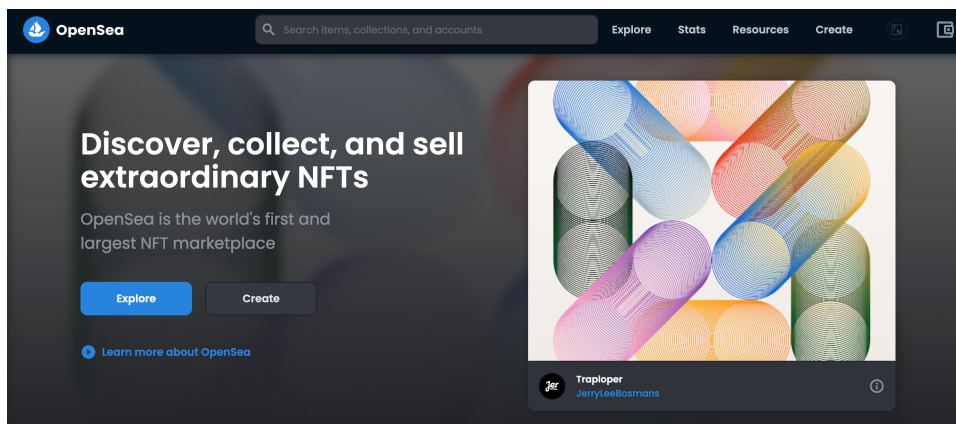 OpenSea
Search items, collections, and accounts
Explore
Stats
Resources
Create
Discover, collect, and sell
extraordinary NFTs
OpenSea is the world's first and
largest NFT marketplace
Explore
Create
Learn more about OpenSea
Jer
Traploper
JerryLeeBosmans